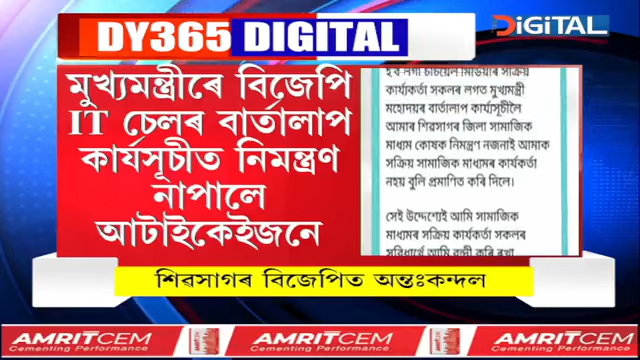 DY365 DIGITAL
DiGiTAL
মুখ্যমন্ত্ৰীৰে বিজেপি
IT চেলৰ বাৰ্তালাপ
কাৰ্যসূচীত নিমন্ত্ৰণ
নাপালে
আটাইকেইজনে
কাৰ্য্যকৰ্তা সকলৰ লগত মুখ্যমন্ত্ৰী
মহোদয়ৰ বাৰ্তালাপ কাৰ্য্যসূচীলৈ
আমাৰ শিৱসাগৰ জিলা সামাজিক
মাধ্যম কোষক নিমন্ত্ৰণ নজনাই আমাক
সক্ৰিয় সামাজিক মাধ্যমৰ কাৰ্যকৰ্তা
নহয় বুলি প্ৰমাণিত কৰি দিলে।
সেই উদ্দেশ্যেই আমি সামাজিক
মাধ্যমৰ সক্ৰিয় কাৰ্যকৰ্তা সকলৰ
শিৱসাগৰ বিজেপিত অন্তঃকন্দল
AMRITCEM
Cementing Performance
AMRITCEM
Cementing Performance
AMRITCEM
Cementing Performance